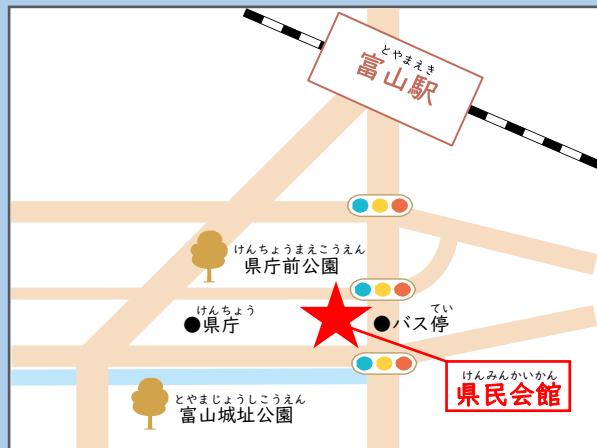 とやまえき
富山駅
けんちょうまえこうえん
県庁前公園
けんちょう
県庁
てい
バス停
けんみんかいかん
県民会館
とやまじょうしこうえん
富山城址公園